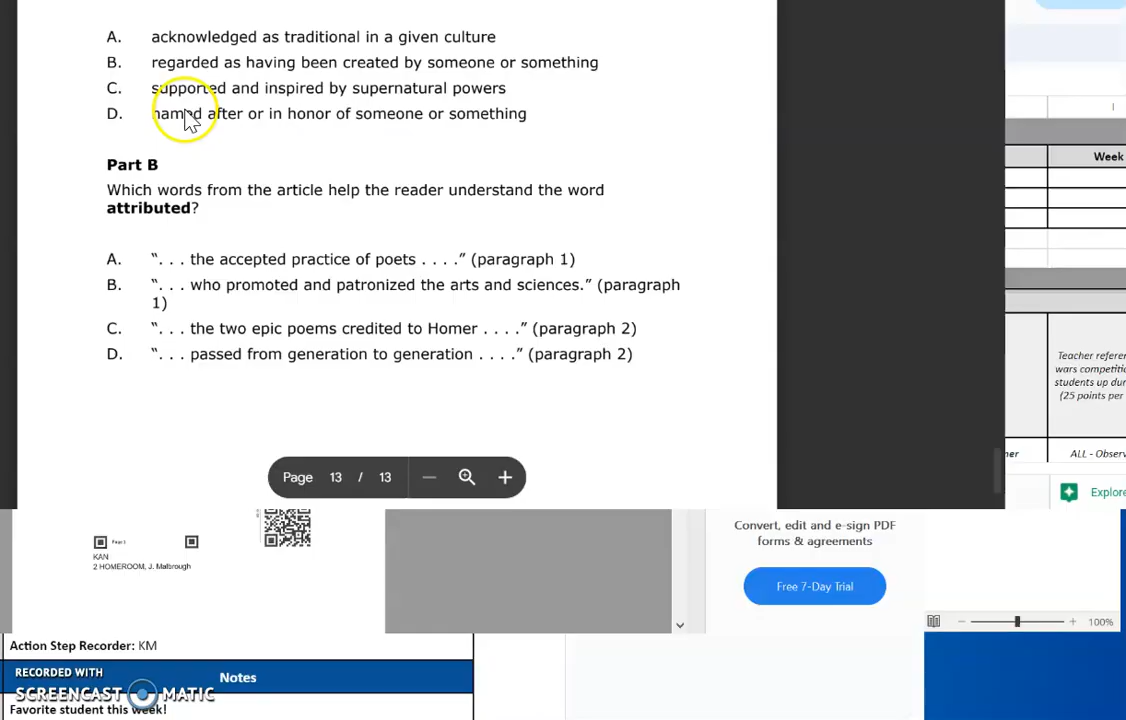 A. acknowledged as traditional in a given culture
B. regarded as having been created by someone or something
C. supported and inspired by supernatural powers
D. named after or in honor of someone or something
Part B
Which words from the article help the reader understand the word
attributed?
A. “. . . the accepted practice of poets . . . .” (paragraph 1)
B. “. . . who promoted and patronized the arts and sciences.” (paragraph
1)
C. “. . . the two epic poems credited to Homer . . . .” (paragraph 2)
D. “. . . passed from generation to generation . . . .” (paragraph 2)
Page 13 / 13
Week
Teacher refere
wars competiti
students up du
(25 points per
ner
ALL - Observ
Explore
Page 1
KAN
2 HOMEROOM, J. Malbrough
Convert, edit and e-sign PDF
forms & agreements
Free 7-Day Trial
100%
Action Step Recorder: KM
Notes
RECORDED WITH
SCREENCAST MATIC
Favorite student this week!